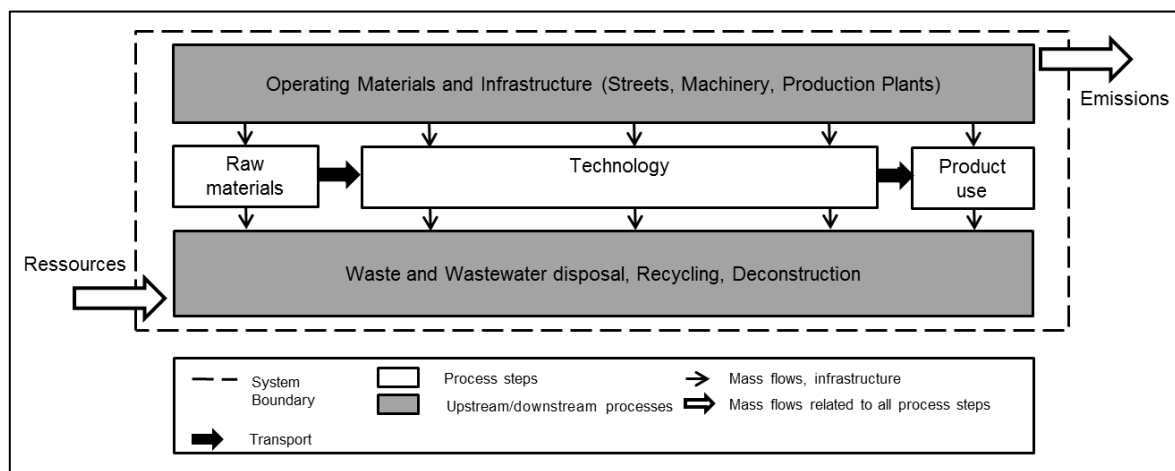 Operating Materials and Infrastructure (Streets, Machinery, Production Plants)
Emissions
Raw
materials
Technology
Product
use
Ressources
Waste and Wastewater disposal, Recycling, Deconstruction
System
Boundary
Process steps
Mass flows, infrastructure
Upstream/downstream processes
Mass flows related to all process steps
Transport